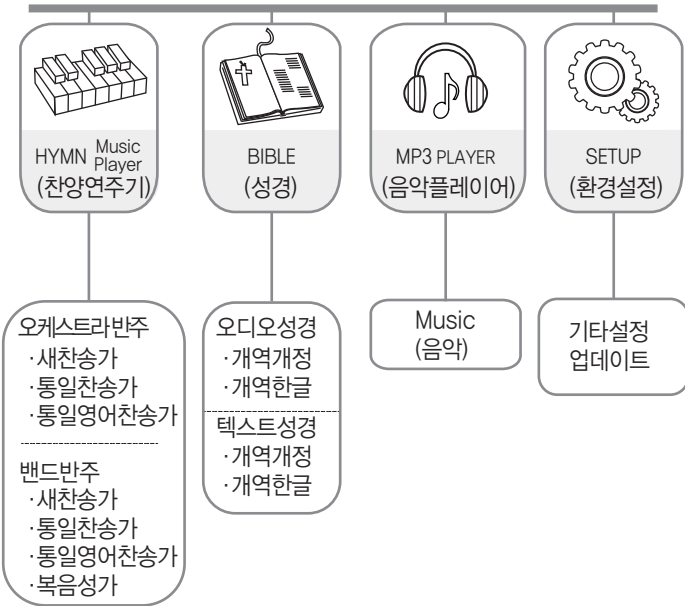 HYMN Music Player
(찬양연주기)
BIBLE
(성경)
MP3 PLAYER
(음악플레이어)
SETUP
(환경설정)
오케스트라반주
·새찬송가
·통일찬송가
·통일영어찬송가
밴드반주
·새찬송가
·통일찬송가
·통일영어찬송가
·복음성가
오디오성경
·개역개정
·개역한글
텍스트성경
·개역개정
·개역한글
Music
(음악)
기타설정
업데이트